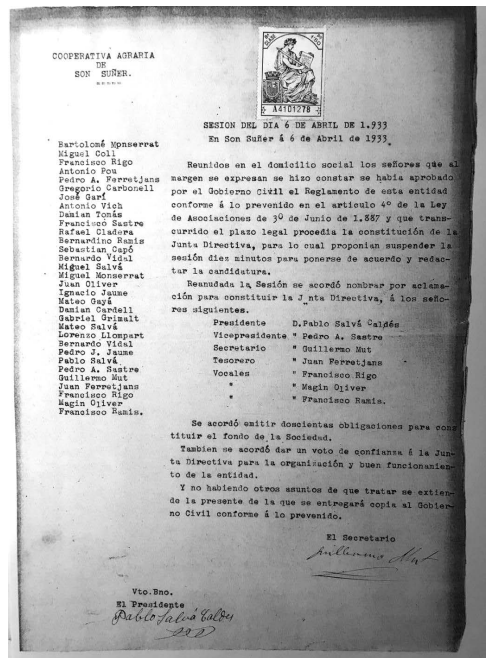 COOPERATIVA AGRARIA
DE
SON SUÑER.
A4101278
SESION DEL DIA 6 DE ABRIL DE 1.933
En Son Suñer á 6 de Abril de 1933.
Bartolomé Monserrat
Miguel Coll
Francisco Rigo
Antonio Pou
Pedro A. Ferretjans
Gregorio Carbonell
José Garí
Antonio Vich
Damian Tomás
Francisco Sastre
Rafael Cladera
Bernardino Ramis
Sebastian Capó
Bernardo Vidal
Miguel Salvá
Miguel Monserrat
Juan Oliver
Ignacio Jaume
Mateo Gayá
Damian Cardell
Gabriel Grimalt
Mateo Salvá
Lorenzo Llompart
Bernardo Vidal
Pedro J. Jaume
Pablo Salvá
Pedro A. Sastre
Guillermo Mut
Juan Ferretjans
Francisco Rigo
Magin Oliver
Francisco Ramis.
Reunidos en el domicilio social los señores que al
margen se expresan se hizo constar se habia aprobado
por el Gobierno Civil el Reglamento de esta entidad
conforme á lo prevenido en el articulo 4º de la Ley
de Asociaciones de 3º de Junio de 1.887 y que trans-
currido el plazo legal procedia la constitución de la
Junta Directiva, para lo cual proponian suspender la
sesión diez minutos para ponerse de acuerdo y redac-
tar la candidatura.
Reanudada la Sesión se acordó nombrar por aclama-
ción para constituir la J nta Directiva, á los seño-
res siguientes.
Presidente D.Pablo Salvá Caldés
Vicepresidente " Pedro A. Sastre
Secretario " Guillermo Mut
Tesorero " Juan Ferretjans
Vocales " Francisco Rigo
" " Magin Oliver
" " Francisco Ramis.
Se acordó emitir doscientas obligaciones para cons
tituir el fondo de la Sociedad.
Tambien se acordó dar un voto de confianza á la Jun-
ta Directiva para la organización y buen funcionamien-
to de la entidad.
Y no habiendo otros asuntos de que tratar se extien-
de la presente de la que se entregará copia al Gobier-
no Civil conforme á lo prevenido.
El Secretario
Guillermo Mut
Vto.Bno.
El Presidente
Pablo Salvá Caldés